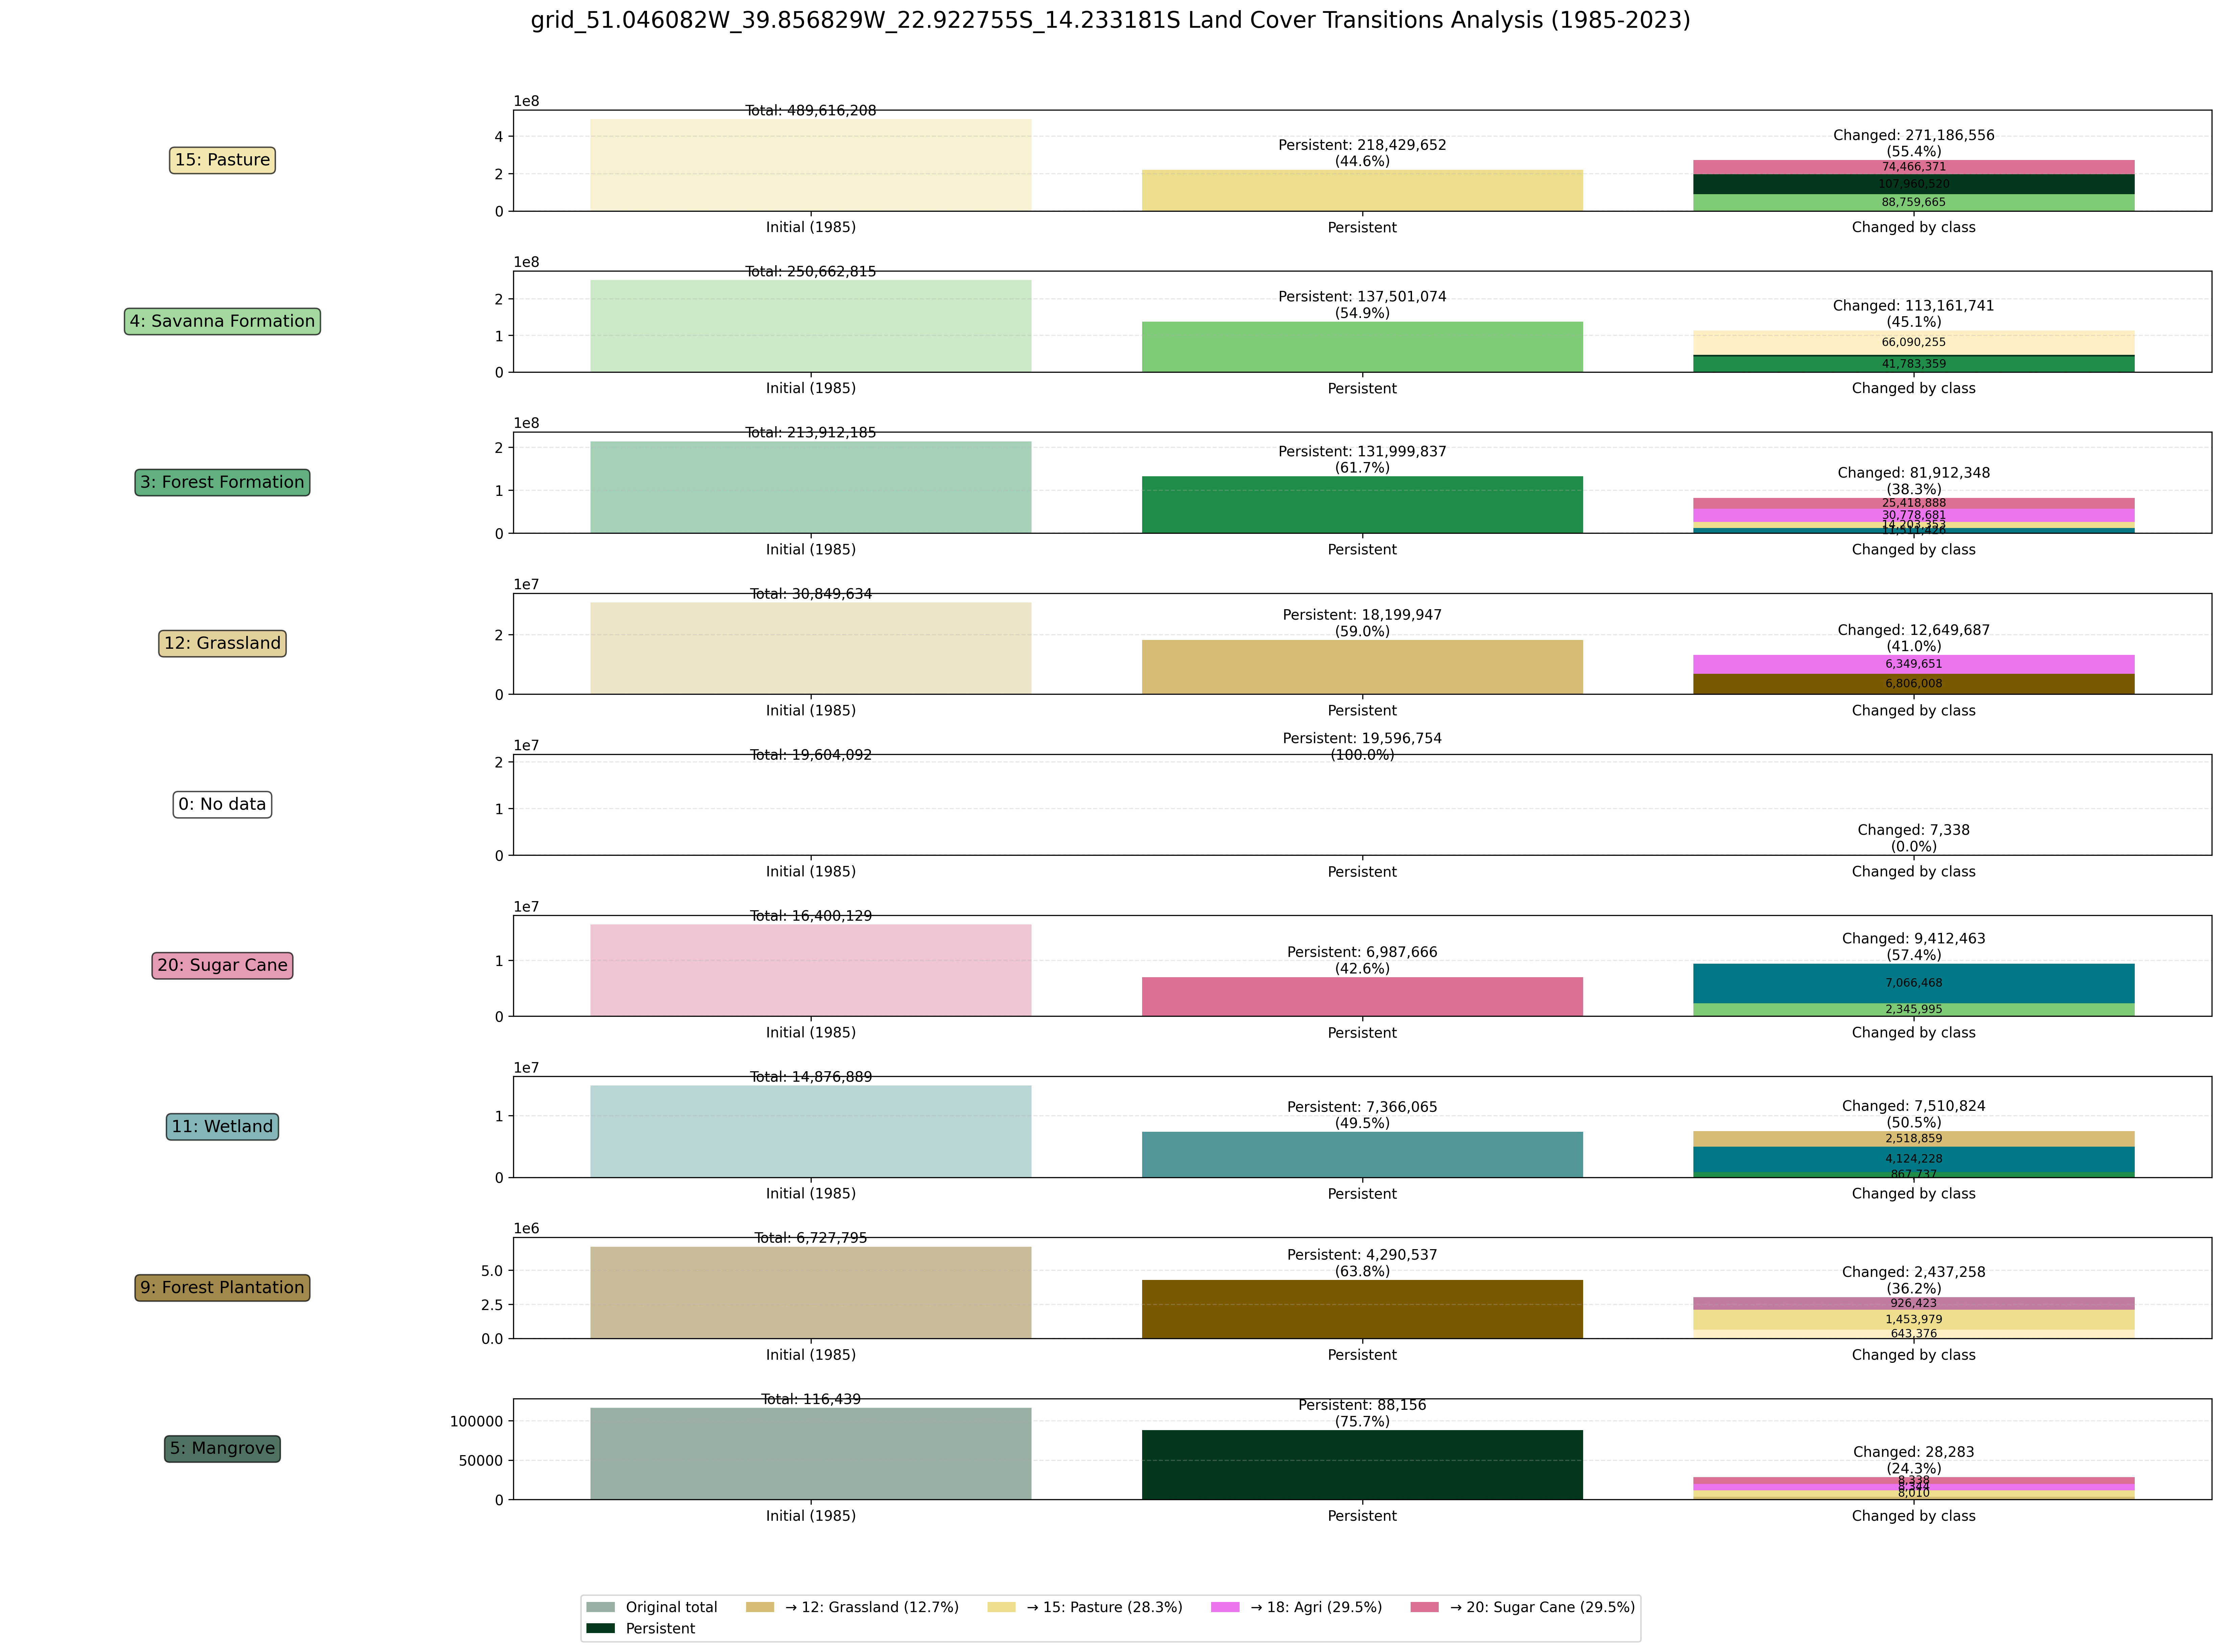 grid_51.046082W_39.856829W_22.922755S_14.233181S Land Cover Transitions Analysis (1985-2023)
15: Pasture
1e8
4
2
0
Total: 489,616,208
Persistent: 218,429,652
(44.6%)
Changed: 271,186,556
(55.4%)
74,466,371
107,960,520
88,759,665
Initial (1985)
Persistent
Changed by class
4: Savanna Formation
1e8
2
1
0
Total: 250,662,815
Persistent: 137,501,074
(54.9%)
Changed: 113,161,741
(45.1%)
66,090,255
41,783,359
Initial (1985)
Persistent
Changed by class
3: Forest Formation
1e8
2
1
0
Total: 213,912,185
Persistent: 131,999,837
(61.7%)
Changed: 81,912,348
(38.3%)
25,418,888
30,778,681
14,203,353
Initial (1985)
Persistent
Changed by class
12: Grassland
1e7
2
0
Total: 30,849,634
Persistent: 18,199,947
(59.0%)
Changed: 12,649,687
(41.0%)
6,349,651
6,806,008
Initial (1985)
Persistent
Changed by class
0: No data
1e7
2
1
0
Total: 19,604,092
Persistent: 19,596,754
(100.0%)
Changed: 7,338
(0.0%)
Initial (1985)
Persistent
Changed by class
20: Sugar Cane
1e7
1
0
Total: 16,400,129
Persistent: 6,987,666
(42.6%)
Changed: 9,412,463
(57.4%)
7,066,468
2,345,995
Initial (1985)
Persistent
Changed by class
11: Wetland
1e7
1
0
Total: 14,876,889
Persistent: 7,366,065
(49.5%)
Changed: 7,510,824
(50.5%)
2,518,859
4,124,228
867,737
Initial (1985)
Persistent
Changed by class
9: Forest Plantation
1e6
5.0
2.5
0.0
Total: 6,727,795
Persistent: 4,290,537
(63.8%)
Changed: 2,437,258
(36.2%)
926,423
1,453,979
643,376
Initial (1985)
Persistent
Changed by class
5: Mangrove
100000
50000
0
Total: 116,439
Persistent: 88,156
(75.7%)
Changed: 28,283
(24.3%)
8,338
8,344
8,010
Initial (1985)
Persistent
Changed by class
Original total
Persistent
→ 12: Grassland (12.7%)
→ 15: Pasture (28.3%)
→ 18: Agri (29.5%)
→ 20: Sugar Cane (29.5%)